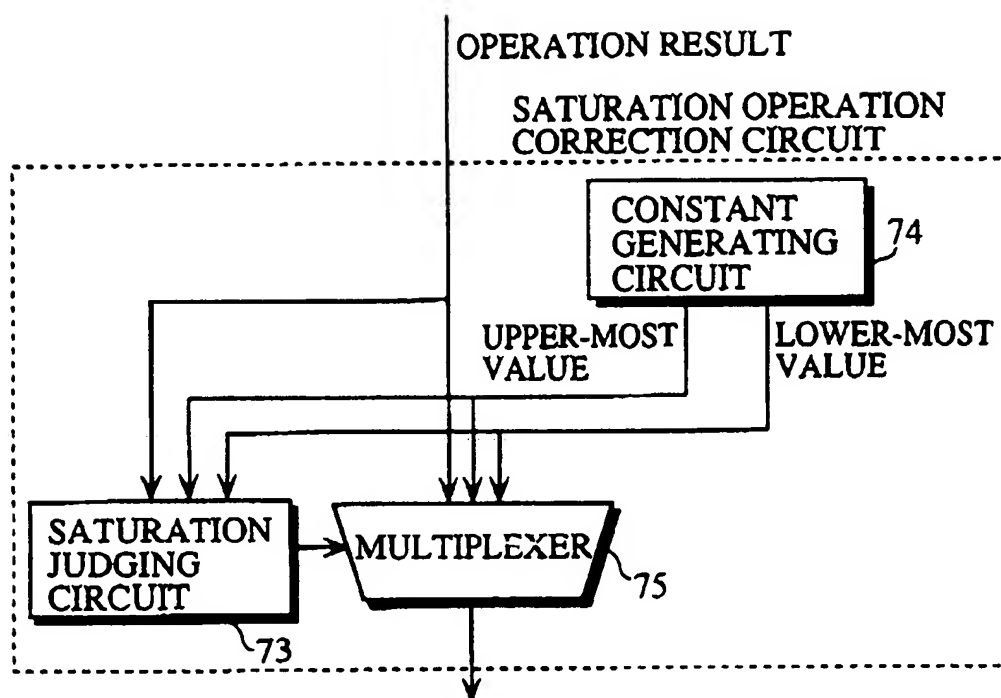 OPERATION RESULT
SATURATION OPERATION
CORRECTION CIRCUIT
CONSTANT
GENERATING
CIRCUIT
74
UPPER-MOST
VALUE
LOWER-MOST
VALUE
SATURATION
JUDGING
CIRCUIT
73
MULTIPLEXER
75